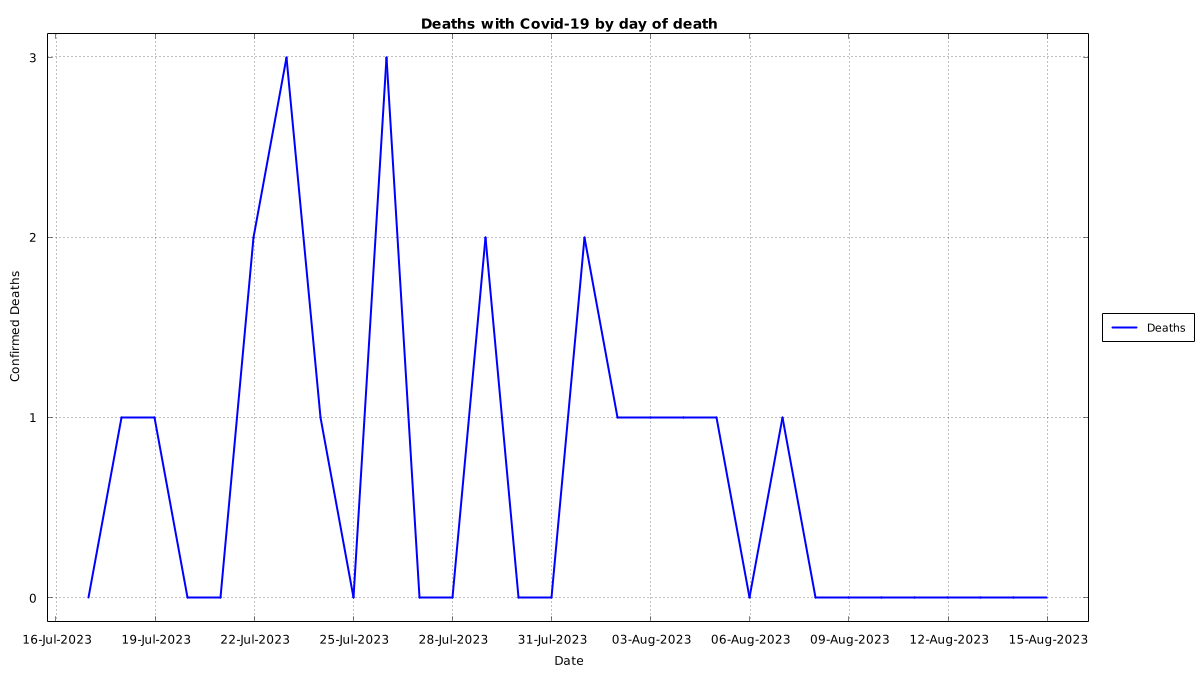 Deaths with Covid-19 by day of death
3
2
1
0
Confirmed Deaths
Deaths
16-Jul-2023 19-Jul-2023 22-Jul-2023 25-Jul-2023 28-Jul-2023 31-Jul-2023 03-Aug-2023 06-Aug-2023 09-Aug-2023 12-Aug-2023 15-Aug-2023
Date